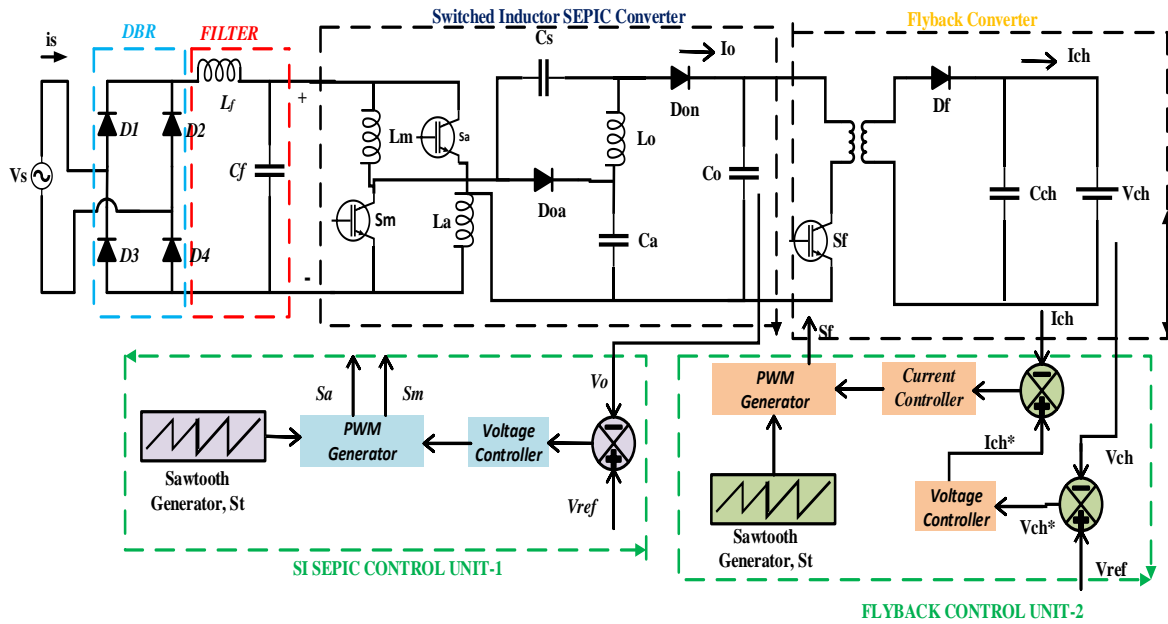 Switched Inductor SEPIC Converter
Flyback Converter
DBR
FILTER
is
Cs
Io
Ich
Lf
Don
Df
+
D1
D2
Lm
Sa
Lo
Vs
Cf
Co
Cch
Vch
Doa
Sm
La
Ca
Sf
D3
D4
-
Sf
Ich
Vo
Sa
Sm
PWM
Generator
Current
Controller
PWM
Generator
Voltage
Controller
Ich*
Vch
Sawtooth
Generator, St
Vref
Voltage
Controller
Vch*
Sawtooth
Generator, St
Vref
SI SEPIC CONTROL UNIT-1
FLYBACK CONTROL UNIT-2